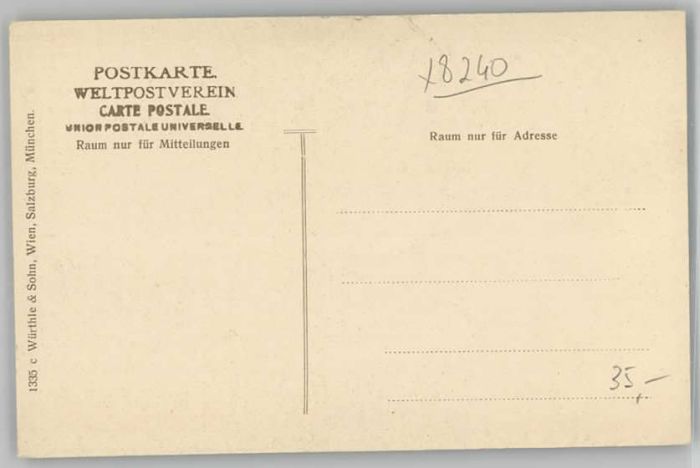 POSTKARTE.
WELTPOSTVEREIN
CARTE POSTALE.
UNION POSTALE UNIVERSELLE
Raum nur für Mitteilungen
x8240
Raum nur für Adresse
35,—
1335 c Würthle & Sohn, Wien, Salzburg, München.